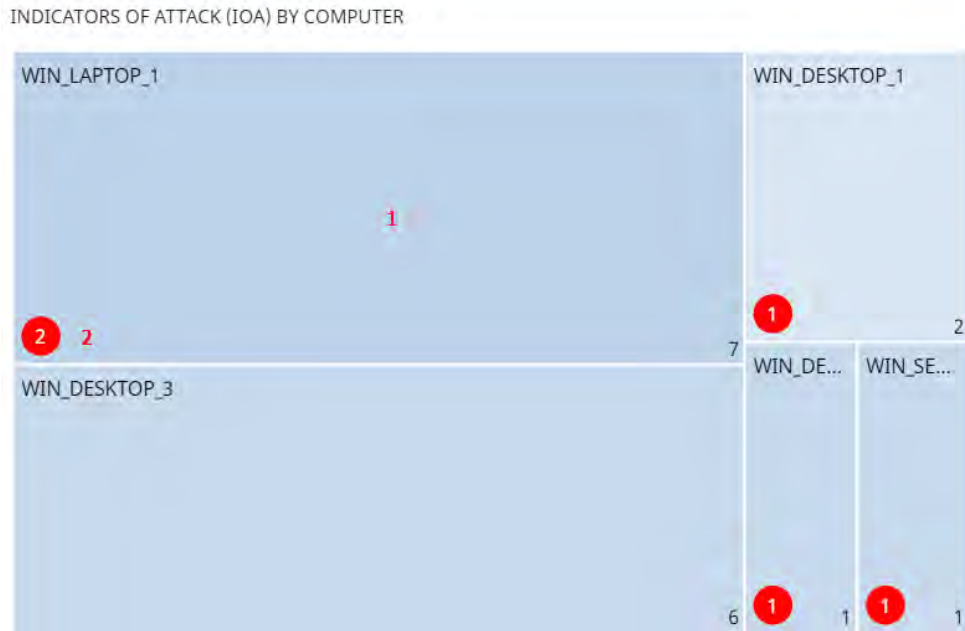 INDICATORS OF ATTACK (IOA) BY COMPUTER
WIN_LAPTOP_1
1
2 2
7
WIN_DESKTOP_1
1
2
WIN_DESKTOP_3
6
WIN_DE...
1
1
WIN_SE...
1
1